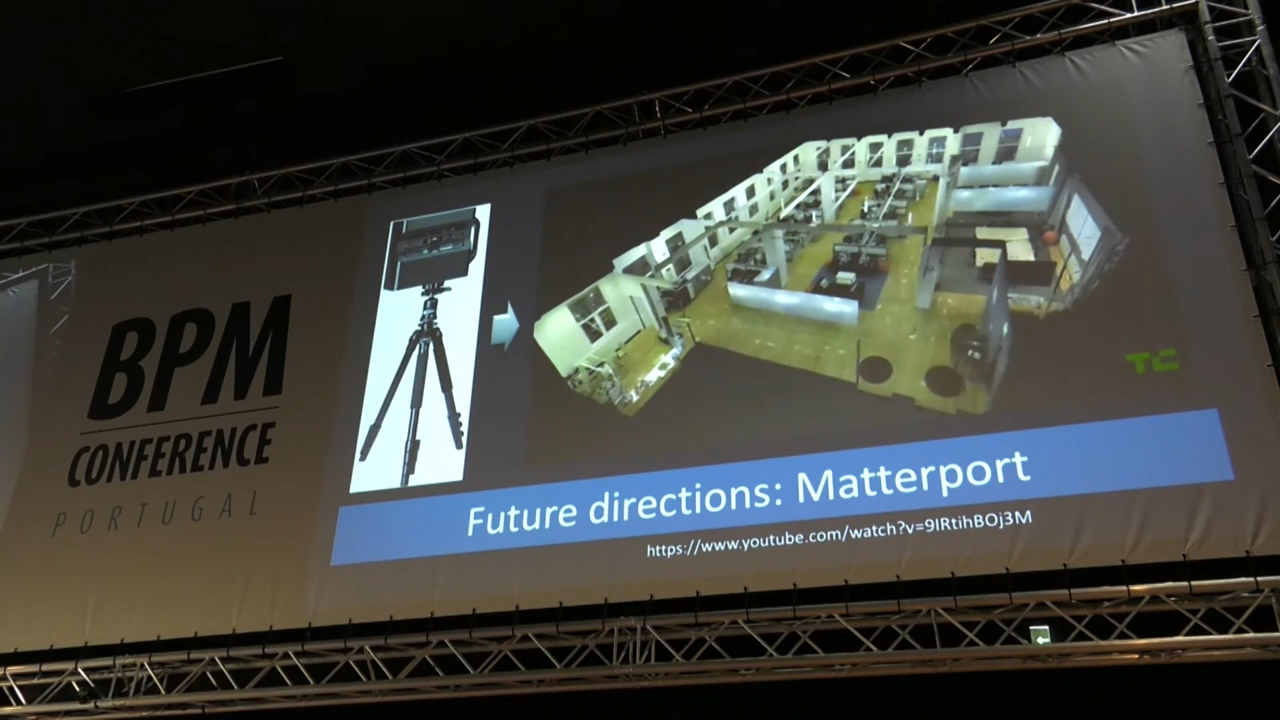 BPM
CONFERENCE
PORTUGAL
TC
Future directions: Matterport
https://www.youtube.com/watch?v=9IRtihBOj3M